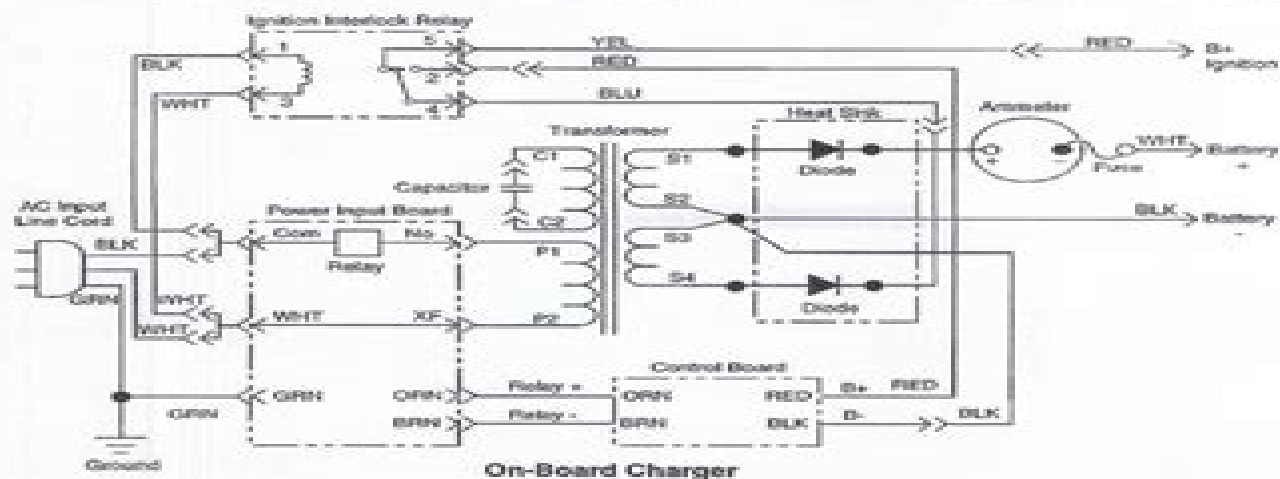 Ignition Interlock Relay
1
5
YEL
RED
B+
Ignition
BLK
2
RED
WHT
3
4
BLU
Heat Sink
Ammeter
Transformer
C1
S1
Diode
+
-
WHT
Battery
+
Fuse
Capacitor
C2
S2
BLK
Battery
-
AC Input
Line Cord
Power Input Board
BLK
Com
No
Relay
P1
S3
S4
Diode
GRN
WHT
WHT
WHT
XF
P2
Control Board
GRN
ORN
Relay +
ORN
RED
B+
RED
GRN
BRN
Relay -
BRN
BLK
B-
BLK
Ground
On-Board Charger